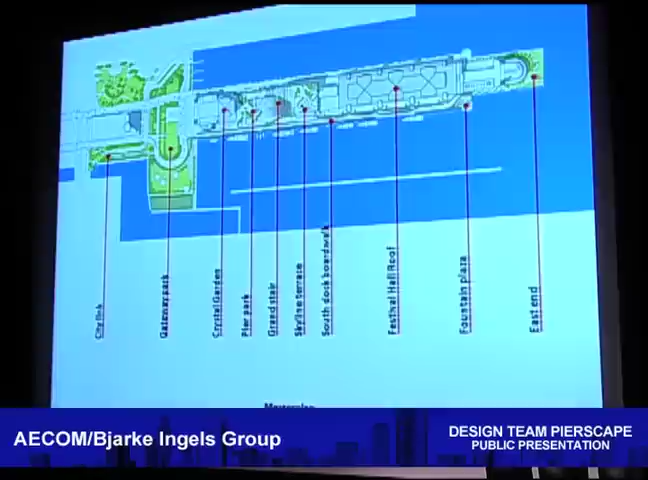 City link
Gateway park
Crystal Garden
Pier park
Grand stair
Skyline terrace
South dock boardwalk
Festival Hall Roof
Fountain plaza
East end
Masterplan
AECOM/Bjarke Ingels Group
DESIGN TEAM PIERSCAPE
PUBLIC PRESENTATION